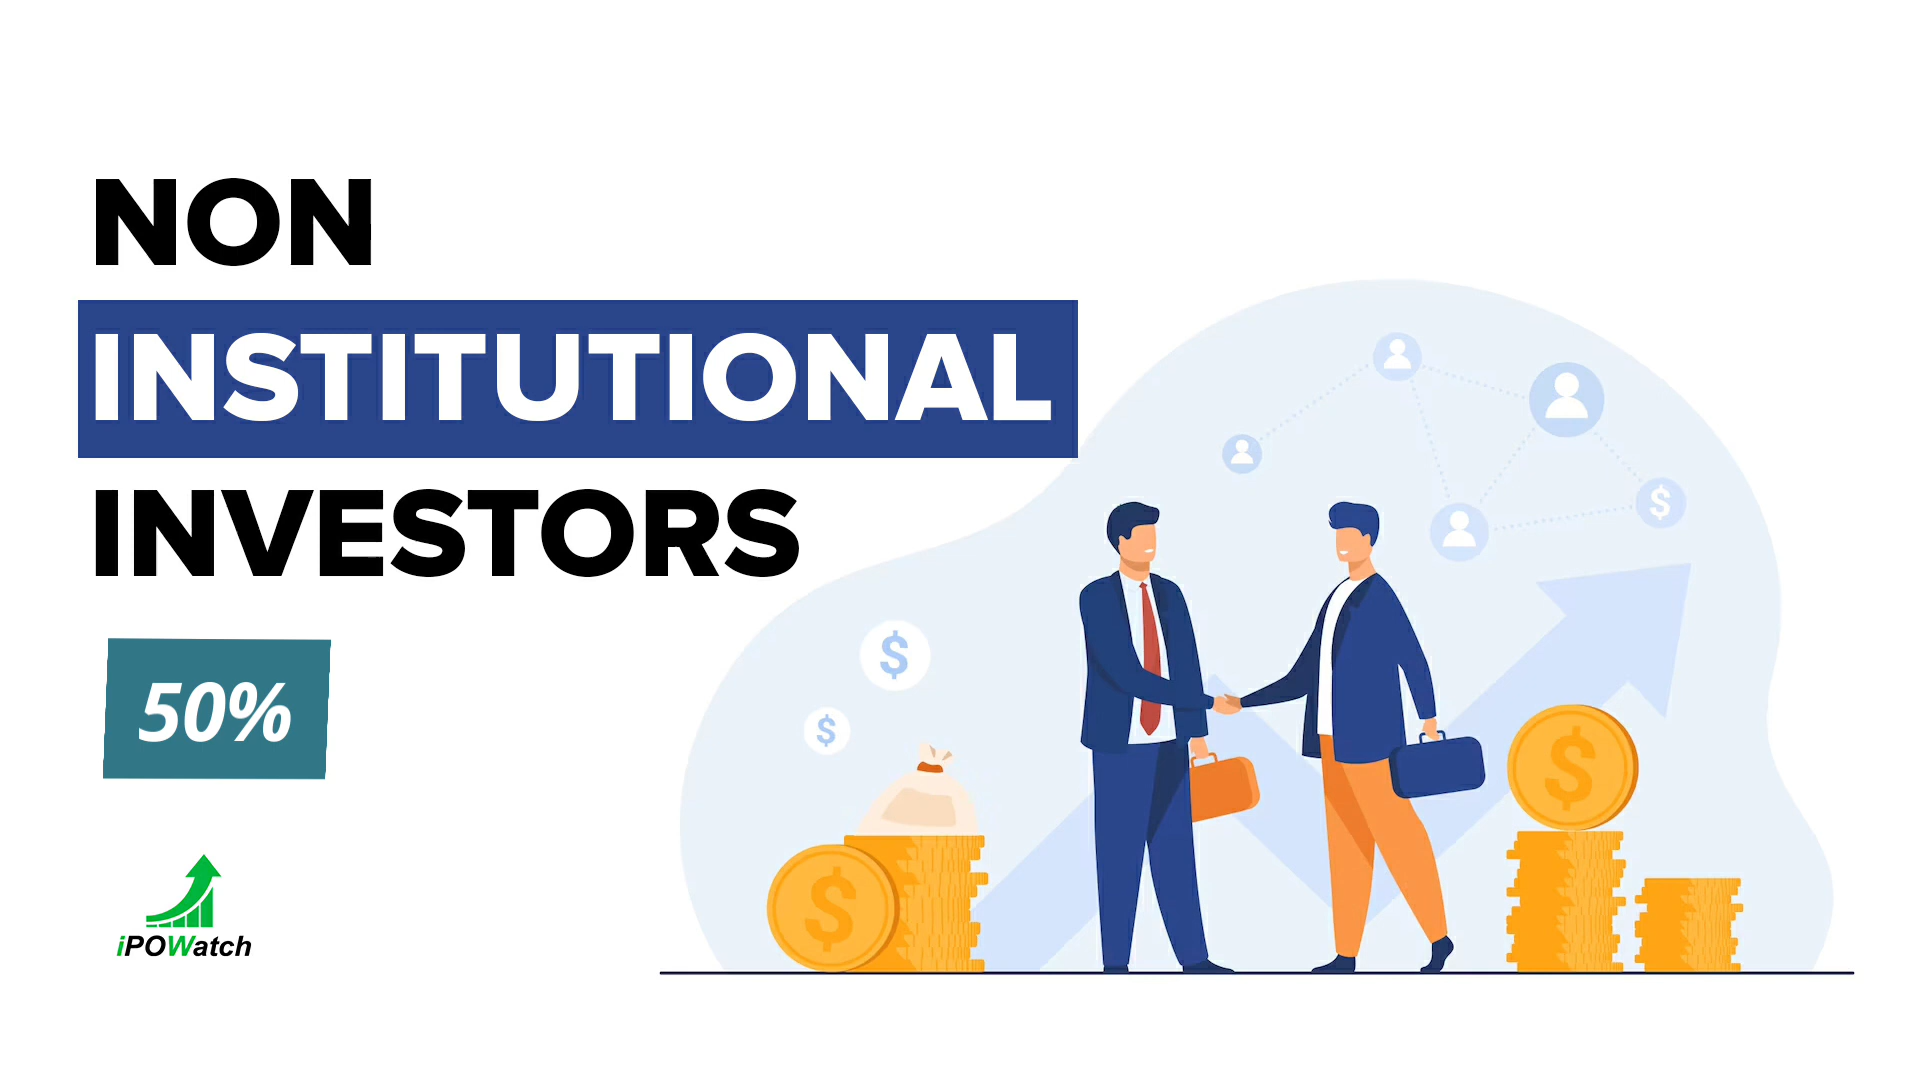 NON
INSTITUTIONAL
INVESTORS
50%
iPOWatch
$
$
$
$
$